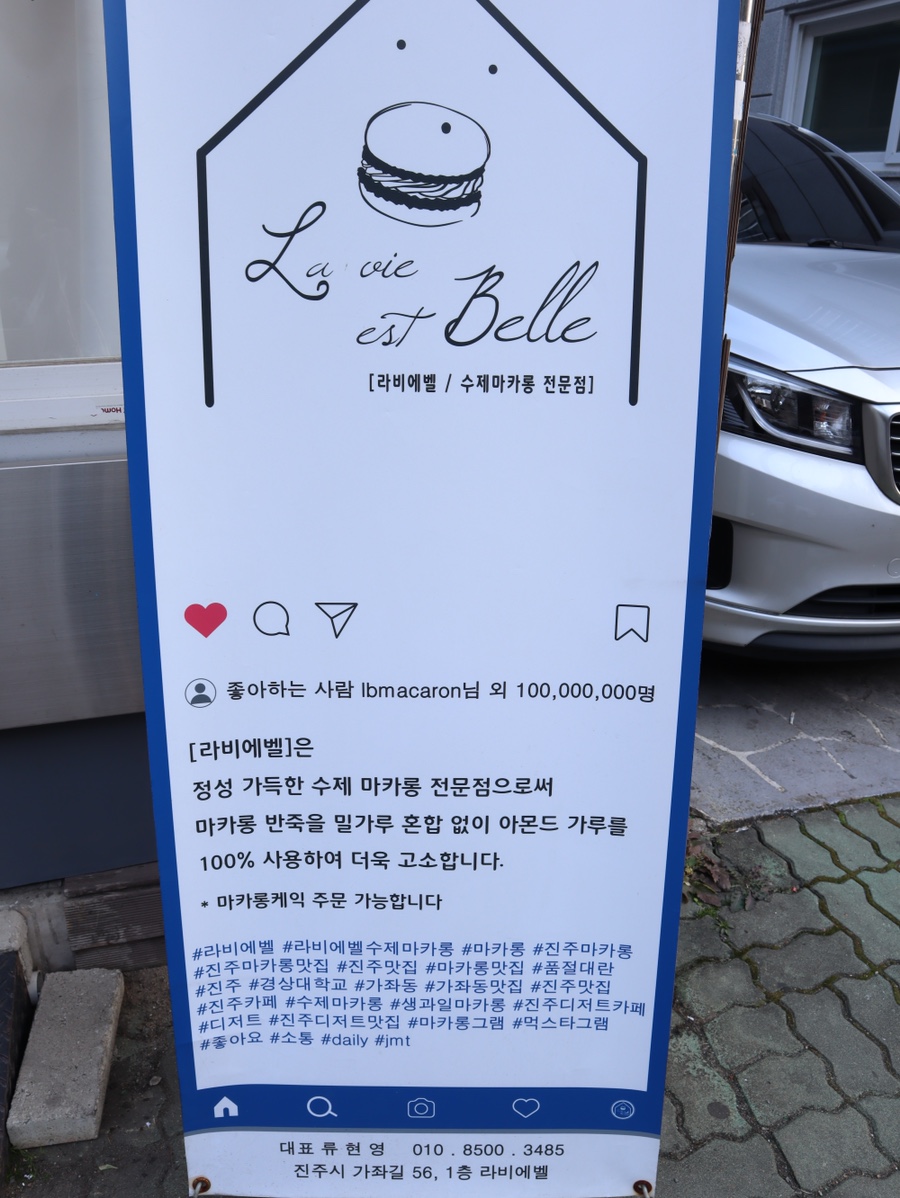 La vie
est Belle
[라비에벨 / 수제마카롱 전문점]
좋아하는 사람 lbmacaron님 외 100,000,000명
[라비에벨]은
정성 가득한 수제 마카롱 전문점으로써
마카롱 반죽을 밀가루 혼합 없이 아몬드 가루를
100% 사용하여 더욱 고소합니다.
* 마카롱케익 주문 가능합니다
#라비에벨 #라비에벨수제마카롱 #마카롱 #진주마카롱
#진주마카롱맛집 #진주맛집 #마카롱맛집 #품절대란
#진주 #경상대학교 #가좌동 #가좌동맛집 #진주맛집
#진주카페 #수제마카롱 #생과일마카롱 #진주디저트카페
#디저트 #진주디저트맛집 #마카롱그램 #먹스타그램
#좋아요 #소통 #daily #jmt
대표 류현영 010 . 8500 . 3485
진주시 가좌길 56, 1층 라비에벨